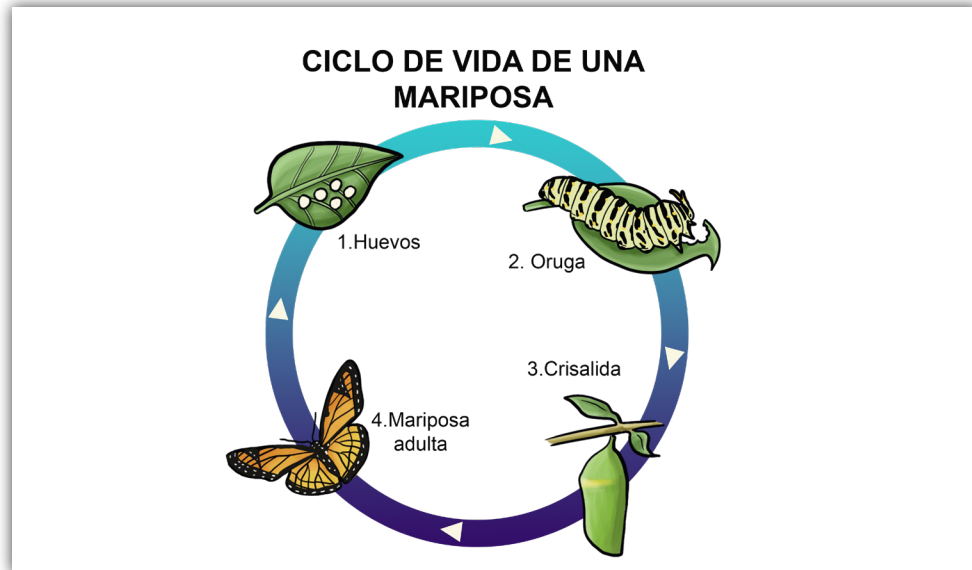 CICLO DE VIDA DE UNA
MARIPOSA
1.Huevos
2. Oruga
3.Crisalida
4.Mariposa
adulta